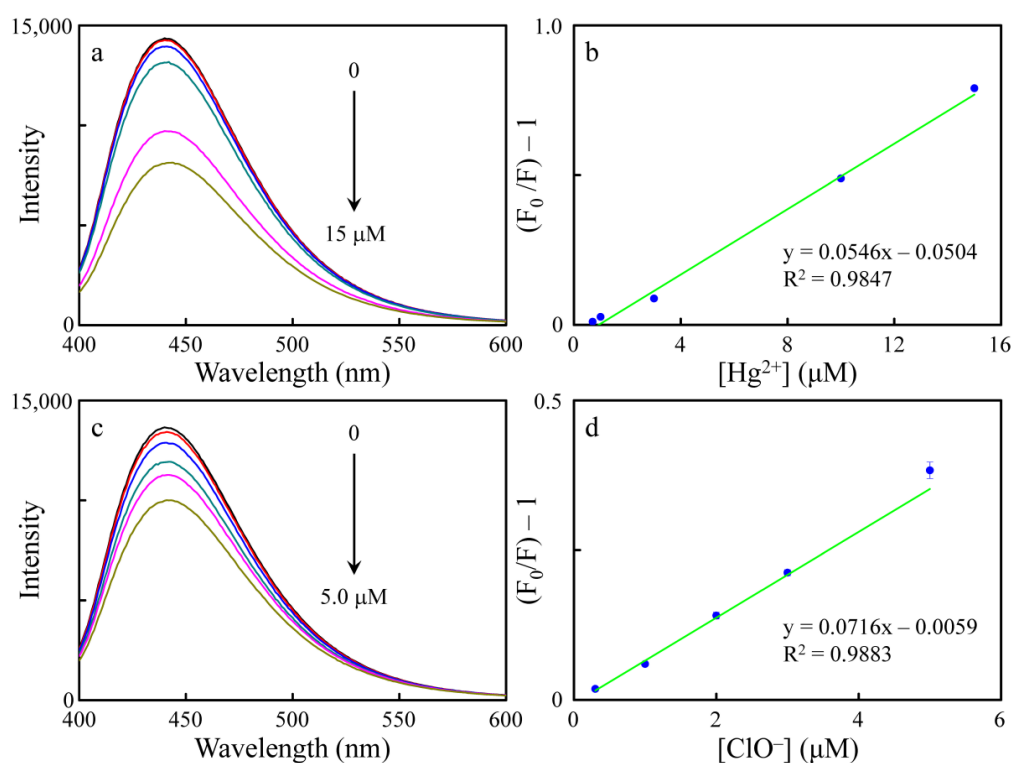 15,000
a
0
15 μM
Intensity
0
400
450
500
550
600
Wavelength (nm)
1.0
b
(F₀/F) – 1
y = 0.0546x – 0.0504
R² = 0.9847
0
0
4
8
12
16
[Hg²⁺] (μM)
15,000
c
0
5.0 μM
Intensity
0
400
450
500
550
600
Wavelength (nm)
0.5
d
(F₀/F) – 1
y = 0.0716x – 0.0059
R² = 0.9883
0
0
2
4
6
[ClO⁻] (μM)